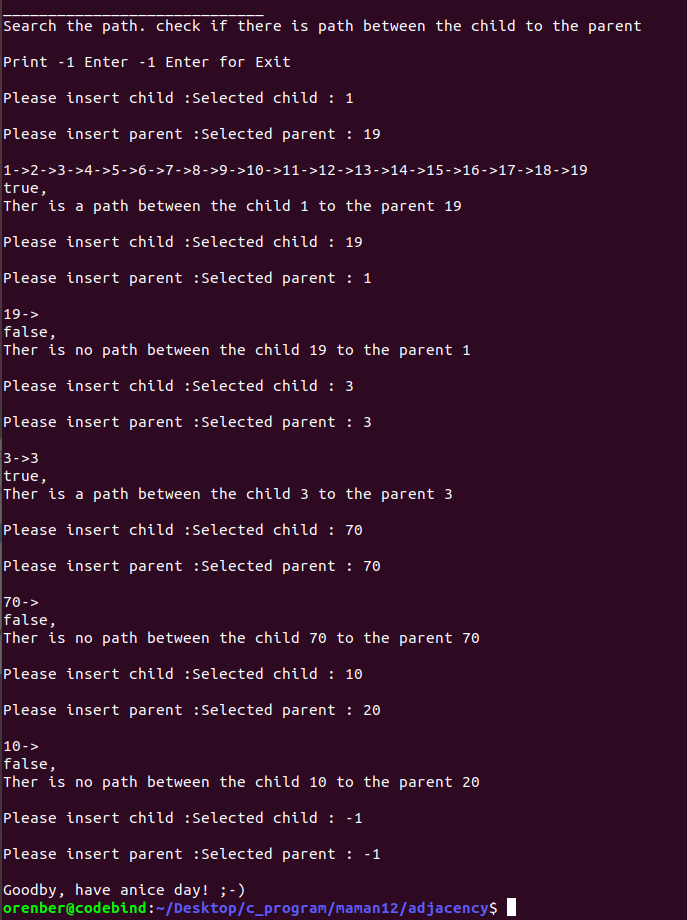 _____________________________
Search the path. check if there is path between the child to the parent
Print -1 Enter -1 Enter for Exit
Please insert child :Selected child : 1
Please insert parent :Selected parent : 19
1->2->3->4->5->6->7->8->9->10->11->12->13->14->15->16->17->18->19
true,
Ther is a path between the child 1 to the parent 19
Please insert child :Selected child : 19
Please insert parent :Selected parent : 1
19->
false,
Ther is no path between the child 19 to the parent 1
Please insert child :Selected child : 3
Please insert parent :Selected parent : 3
3->3
true,
Ther is a path between the child 3 to the parent 3
Please insert child :Selected child : 70
Please insert parent :Selected parent : 70
70->
false,
Ther is no path between the child 70 to the parent 70
Please insert child :Selected child : 10
Please insert parent :Selected parent : 20
10->
false,
Ther is no path between the child 10 to the parent 20
Please insert child :Selected child : -1
Please insert parent :Selected parent : -1
Goodby, have anice day! ;-)
orenber@codebind:~/Desktop/c_program/maman12/adjacency$